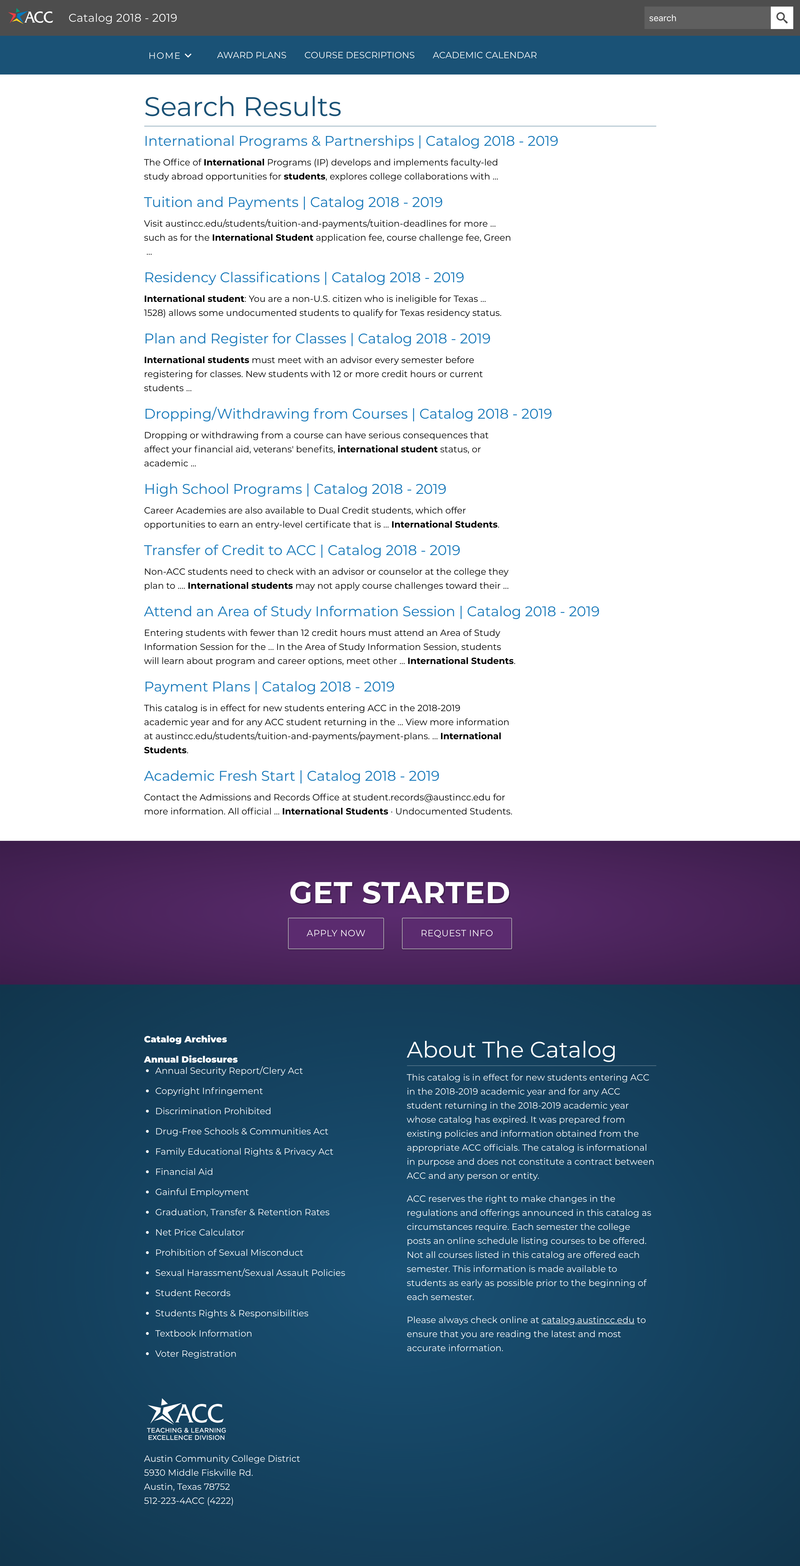 ACC Catalog 2018 - 2019 search
HOME AWARD PLANS COURSE DESCRIPTIONS ACADEMIC CALENDAR
Search Results
International Programs & Partnerships | Catalog 2018 - 2019
The Office of International Programs (IP) develops and implements faculty-led
study abroad opportunities for students, explores college collaborations with ...
Tuition and Payments | Catalog 2018 - 2019
Visit austincc.edu/students/tuition-and-payments/tuition-deadlines for more ...
such as for the International Student application fee, course challenge fee, Green
...
Residency Classifications | Catalog 2018 - 2019
International student: You are a non-U.S. citizen who is ineligible for Texas ...
1528) allows some undocumented students to qualify for Texas residency status.
Plan and Register for Classes | Catalog 2018 - 2019
International students must meet with an advisor every semester before
registering for classes. New students with 12 or more credit hours or current
students ...
Dropping/Withdrawing from Courses | Catalog 2018 - 2019
Dropping or withdrawing from a course can have serious consequences that
affect your financial aid, veterans' benefits, international student status, or
academic ...
High School Programs | Catalog 2018 - 2019
Career Academies are also available to Dual Credit students, which offer
opportunities to earn an entry-level certificate that is ... International Students.
Transfer of Credit to ACC | Catalog 2018 - 2019
Non-ACC students need to check with an advisor or counselor at the college they
plan to .... International students may not apply course challenges toward their ...
Attend an Area of Study Information Session | Catalog 2018 - 2019
Entering students with fewer than 12 credit hours must attend an Area of Study
Information Session for the ... In the Area of Study Information Session, students
will learn about program and career options, meet other ... International Students.
Payment Plans | Catalog 2018 - 2019
This catalog is in effect for new students entering ACC in the 2018-2019
academic year and for any ACC student returning in the ... View more information
at austincc.edu/students/tuition-and-payments/payment-plans. ... International
Students.
Academic Fresh Start | Catalog 2018 - 2019
Contact the Admissions and Records Office at student.records@austincc.edu for
more information. All official ... International Students · Undocumented Students.
GET STARTED
APPLY NOW REQUEST INFO
Catalog Archives
Annual Disclosures
• Annual Security Report/Clery Act
• Copyright Infringement
• Discrimination Prohibited
• Drug-Free Schools & Communities Act
• Family Educational Rights & Privacy Act
• Financial Aid
• Gainful Employment
• Graduation, Transfer & Retention Rates
• Net Price Calculator
• Prohibition of Sexual Misconduct
• Sexual Harassment/Sexual Assault Policies
• Student Records
• Students Rights & Responsibilities
• Textbook Information
• Voter Registration
ACC
TEACHING & LEARNING
EXCELLENCE DIVISION
Austin Community College District
5930 Middle Fiskville Rd.
Austin, Texas 78752
512-223-4ACC (4222)
About The Catalog
This catalog is in effect for new students entering ACC
in the 2018-2019 academic year and for any ACC
student returning in the 2018-2019 academic year
whose catalog has expired. It was prepared from
existing policies and information obtained from the
appropriate ACC officials. The catalog is informational
in purpose and does not constitute a contract between
ACC and any person or entity.
ACC reserves the right to make changes in the
regulations and offerings announced in this catalog as
circumstances require. Each semester the college
posts an online schedule listing courses to be offered.
Not all courses listed in this catalog are offered each
semester. This information is made available to
students as early as possible prior to the beginning of
each semester.
Please always check online at catalog.austincc.edu to
ensure that you are reading the latest and most
accurate information.